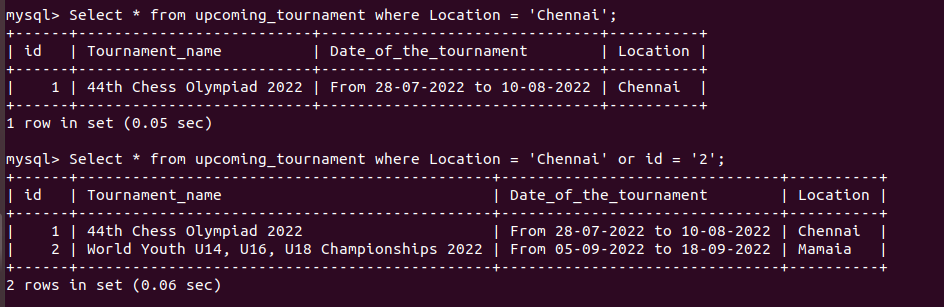 mysql> Select * from upcoming_tournament where Location = 'Chennai';
+------+----------------------------+--------------------------------+----------+
| id   | Tournament_name            | Date_of_the_tournament         | Location |
+------+----------------------------+--------------------------------+----------+
|    1 | 44th Chess Olympiad 2022 | From 28-07-2022 to 10-08-2022 | Chennai  |
+------+----------------------------+--------------------------------+----------+
1 row in set (0.05 sec)
mysql> Select * from upcoming_tournament where Location = 'Chennai' or id = '2';
+------+-----------------------------------------------+-------------------------------+----------+
| id   | Tournament_name                               | Date_of_the_tournament        | Location |
+------+-----------------------------------------------+-------------------------------+----------+
|    1 | 44th Chess Olympiad 2022                      | From 28-07-2022 to 10-08-2022 | Chennai  |
|    2 | World Youth U14, U16, U18 Championships 2022 | From 05-09-2022 to 18-09-2022 | Mamaia   |
+------+-----------------------------------------------+-------------------------------+----------+
2 rows in set (0.06 sec)